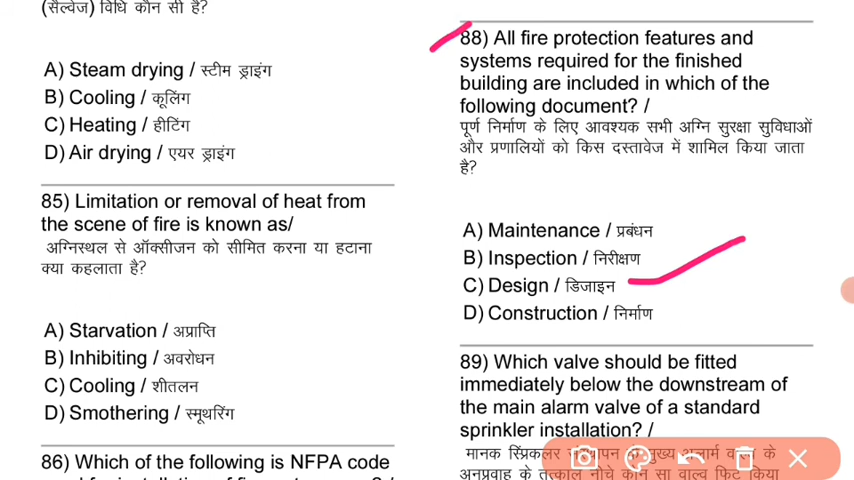 (सैल्वेज) विधि कौन सी है?
A) Steam drying / स्टीम ड्राइंग
B) Cooling / कूलिंग
C) Heating / हीटिंग
D) Air drying / एयर ड्राइंग
85) Limitation or removal of heat from
the scene of fire is known as/
अग्निस्थल से ऑक्सीजन को सीमित करना या हटाना
क्या कहलाता है?
A) Starvation / अप्राप्ति
B) Inhibiting / अवरोधन
C) Cooling / शीतलन
D) Smothering / स्मूथरिंग
86) Which of the following is NFPA code
88) All fire protection features and
systems required for the finished
building are included in which of the
following document? /
पूर्ण निर्माण के लिए आवश्यक सभी अग्नि सुरक्षा सुविधाओं
और प्रणालियों को किस दस्तावेज में शामिल किया जाता
है?
A) Maintenance / प्रबंधन
B) Inspection / निरीक्षण
C) Design / डिजाइन
D) Construction / निर्माण
89) Which valve should be fitted
immediately below the downstream of
the main alarm valve of a standard
sprinkler installation? /
मानक स्प्रिंकलर के
अनप्रवाह के तत्काल नीचे कौन सा वाल्व फिट किया